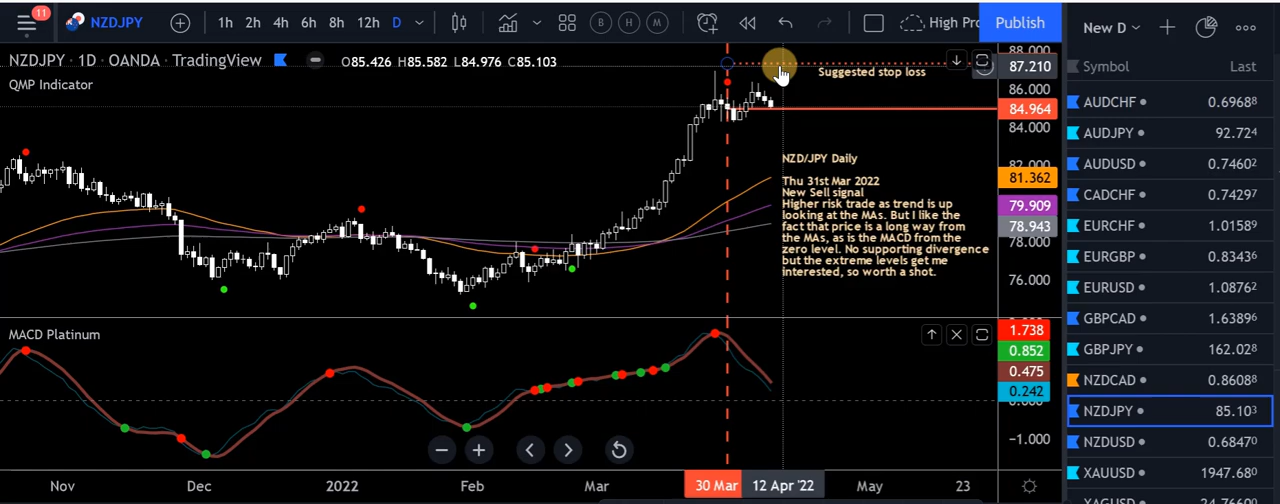 11
NZDJPY
1h 2h 4h 6h 8h 12h D
B H M
High Pro
Publish
New D
NZDJPY · 1D · OANDA · TradingView
O85.426 H85.582 L84.976 C85.103
QMP Indicator
Suggested stop loss
NZD/JPY Daily
Thu 31st Mar 2022
New Sell signal
Higher risk trade as trend is up
looking at the MAs. But I like the
fact that price is a long way from
the MAs, as is the MACD from the
zero level. No supporting divergence
but the extreme levels get me
interested, so worth a shot.
88.000
87.210
86.000
84.964
84.000
82.000
81.362
79.909
78.943
78.000
76.000
MACD Platinum
1.738
0.852
0.475
0.242
0.000
−1.000
Nov Dec 2022 Feb Mar 30 Mar 12 Apr '22 May 23
Symbol Last
AUDCHF 0.69688
AUDJPY 92.724
AUDUSD 0.74602
CADCHF 0.74297
EURCHF 1.01589
EURGBP 0.83436
EURUSD 1.08762
GBPCAD 1.63896
GBPJPY 162.028
NZDCAD 0.86088
NZDJPY 85.103
NZDUSD 0.68470
XAUUSD 1947.680
XAGUSD 24.76600